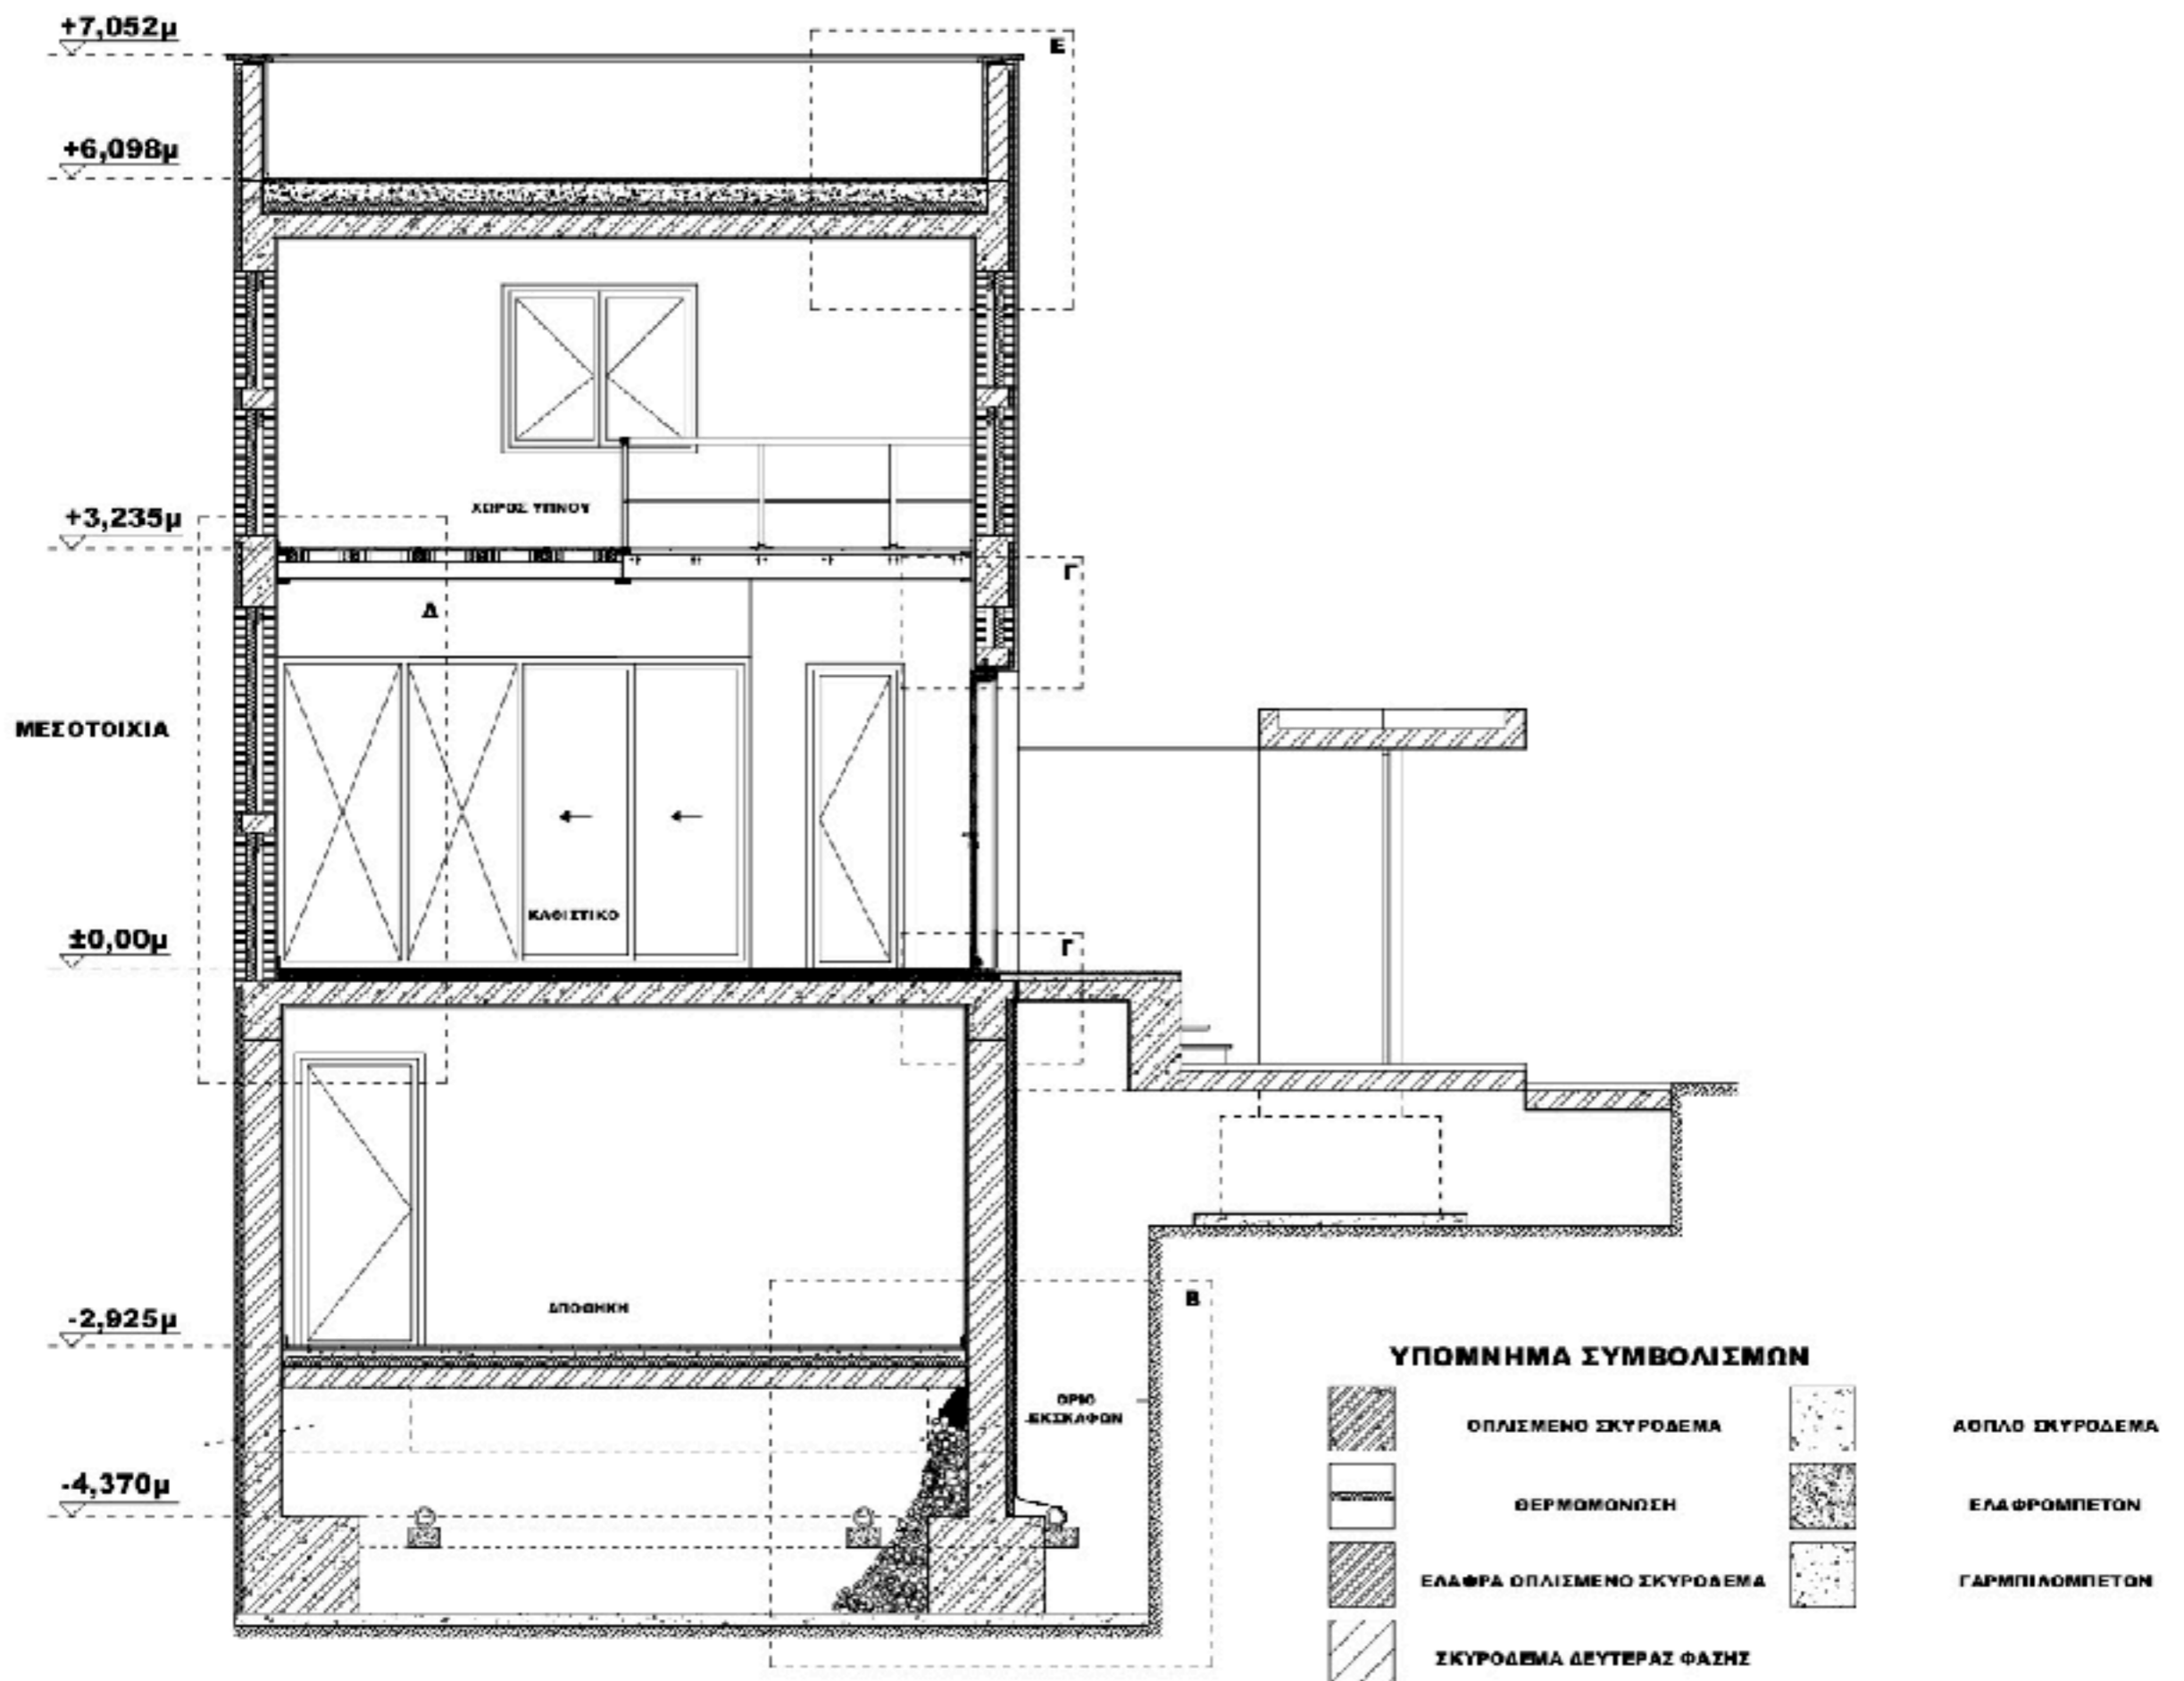 +7,052μ
Ε
+6,098μ
ΧΩΡΟΣ ΥΠΝΟΥ
+3,235μ
Γ
Δ
ΜΕΣΟΤΟΙΧΙΑ
ΚΑΘΙΣΤΙΚΟ
±0,00μ
Γ
ΑΠΟΘΗΚΗ
Β
-2,925μ
ΥΠΟΜΝΗΜΑ ΣΥΜΒΟΛΙΣΜΩΝ
ΟΡΙΟ
ΕΚΣΚΑΦΩΝ
ΟΠΛΙΣΜΕΝΟ ΣΚΥΡΟΔΕΜΑ
ΑΟΠΛΟ ΣΚΥΡΟΔΕΜΑ
-4,370μ
ΘΕΡΜΟΜΟΝΩΣΗ
ΕΛΑΦΡΟΜΠΕΤΟΝ
ΕΛΑΦΡΑ ΟΠΛΙΣΜΕΝΟ ΣΚΥΡΟΔΕΜΑ
ΓΑΡΜΠΙΛΟΜΠΕΤΟΝ
ΣΚΥΡΟΔΕΜΑ ΔΕΥΤΕΡΑΣ ΦΑΣΗΣ